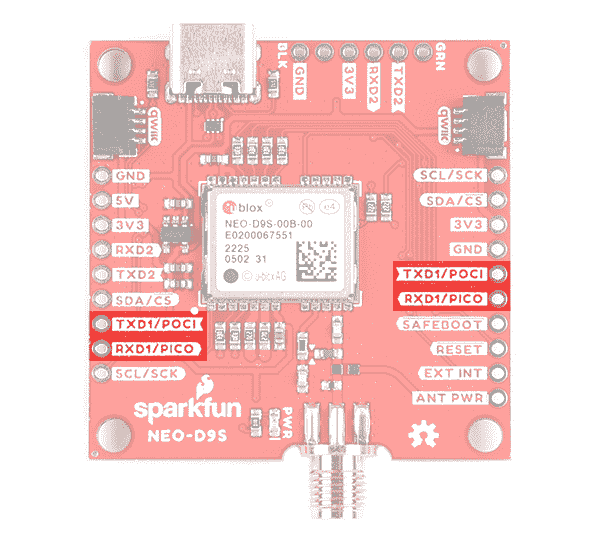 BLK
GND
3V3
RXD2
TXD2
GRN
QWIIC
QWIIC
GND
5V
3V3
RXD2
TXD2
SDA/CS
TXD1/POCI
RXD1/PICO
SCL/SCK
ublox
NEO-D9S-00B-00
E0200067551
2225
0502 31
u-blox AG
SCL/SCK
SDA/CS
3V3
GND
TXD1/POCI
RXD1/PICO
SAFEBOOT
RESET
EXT INT
ANT PWR
sparkfun
NEO-D9S
PWR